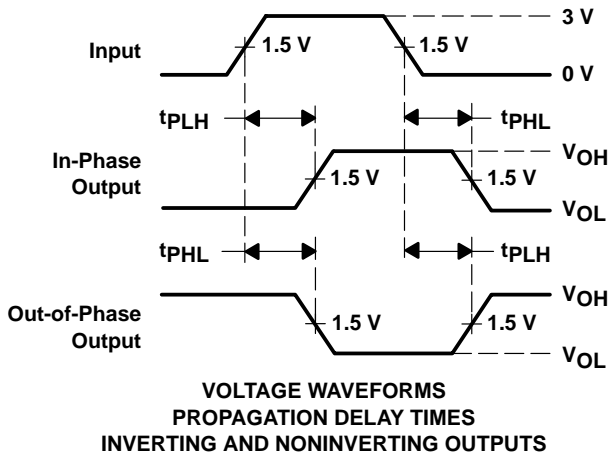 3 V
Input
1.5 V
1.5 V
0 V
tPLH
tPHL
In-Phase
Output
VOH
1.5 V
1.5 V
VOL
tPHL
tPLH
Out-of-Phase
Output
VOH
1.5 V
1.5 V
VOL
VOLTAGE WAVEFORMS
PROPAGATION DELAY TIMES
INVERTING AND NONINVERTING OUTPUTS